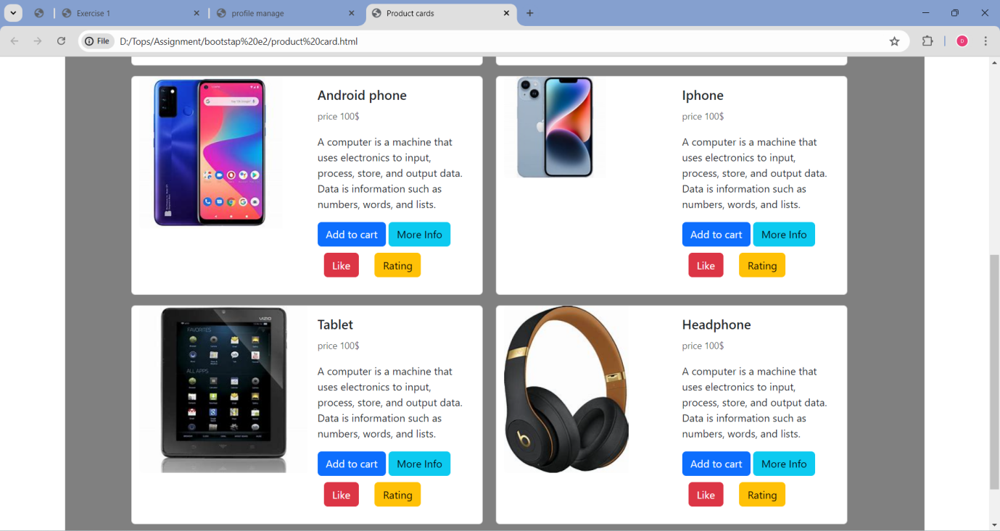 Exercise 1
profile manage
Product cards
File
D:/Tops/Assignment/bootstap%20e2/product%20card.html
D
Android phone
price 100$
A computer is a machine that
uses electronics to input,
process, store, and output data.
Data is information such as
numbers, words, and lists.
Add to cart More Info
Like Rating
Iphone
price 100$
A computer is a machine that
uses electronics to input,
process, store, and output data.
Data is information such as
numbers, words, and lists.
Add to cart More Info
Like Rating
VIZIO
FAVORITES
ALL APPS
Tablet
price 100$
A computer is a machine that
uses electronics to input,
process, store, and output data.
Data is information such as
numbers, words, and lists.
Add to cart More Info
Like Rating
b
Headphone
price 100$
A computer is a machine that
uses electronics to input,
process, store, and output data.
Data is information such as
numbers, words, and lists.
Add to cart More Info
Like Rating